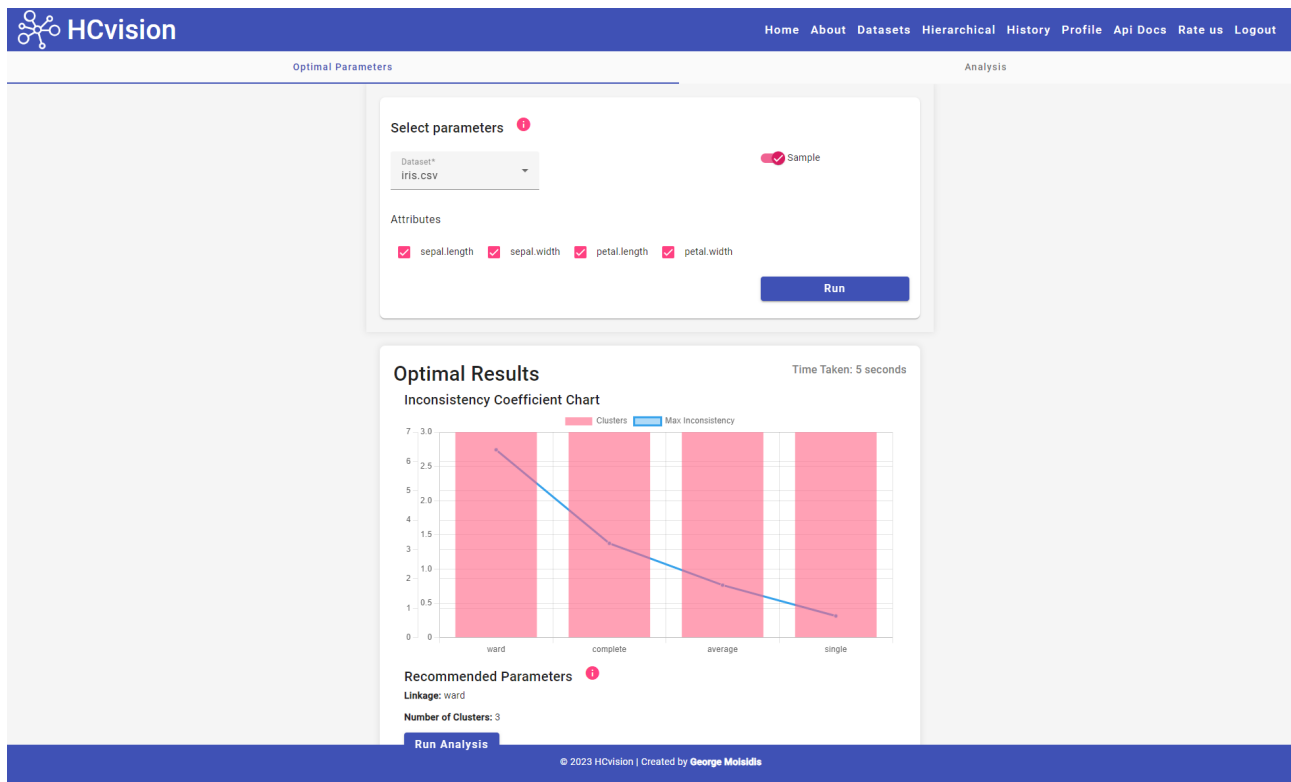 HCvision
Home About Datasets Hierarchical History Profile Api Docs Rate us Logout
Optimal Parameters
Analysis
Select parameters
Dataset*
iris.csv
Sample
Attributes
sepal.length sepal.width petal.length petal.width
Run
Optimal Results
Time Taken: 5 seconds
Inconsistency Coefficient Chart
Clusters Max Inconsistency
7 3.0
6 2.5
5 2.0
4 1.5
3 1.0
2 0.5
1
0 0
ward complete average single
Recommended Parameters
Linkage: ward
Number of Clusters: 3
Run Analysis
© 2023 HCvision | Created by George Moisidis